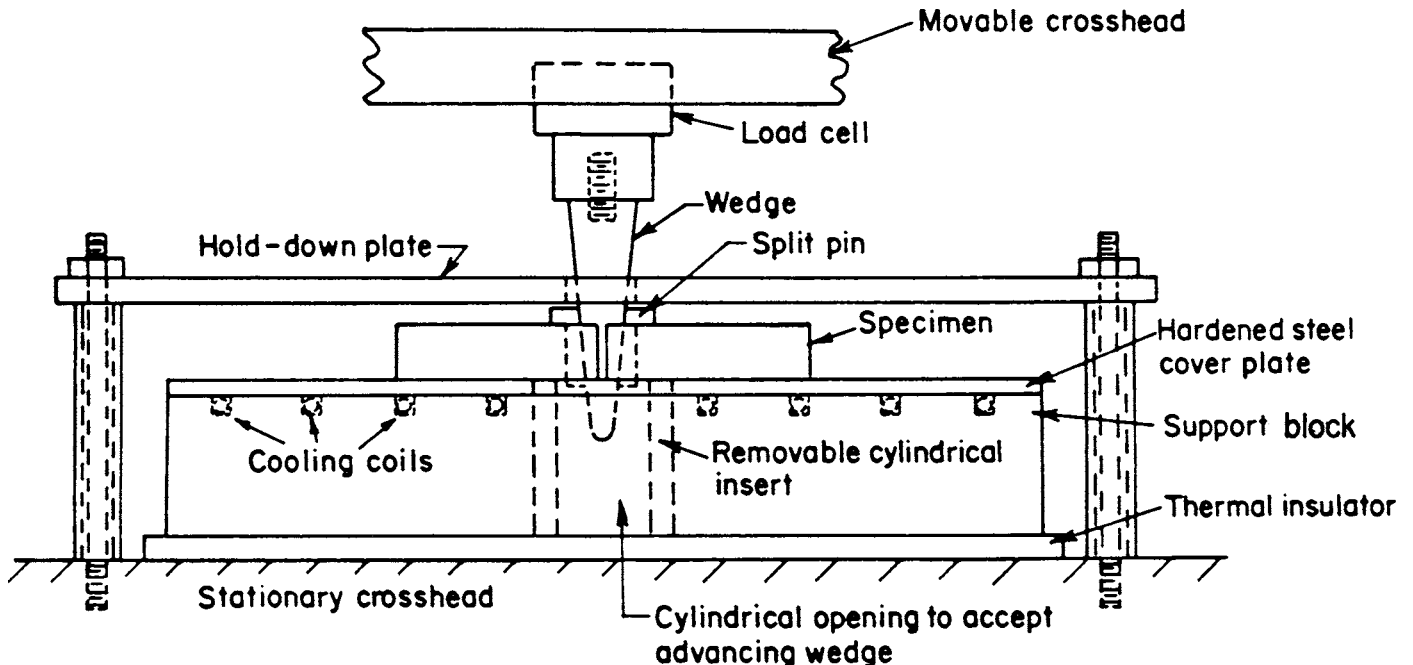 Movable crosshead
Load cell
Wedge
Hold-down plate
Split pin
Specimen
Hardened steel
cover plate
Support block
Cooling coils
Removable cylindrical
insert
Thermal insulator
Stationary crosshead
Cylindrical opening to accept
advancing wedge